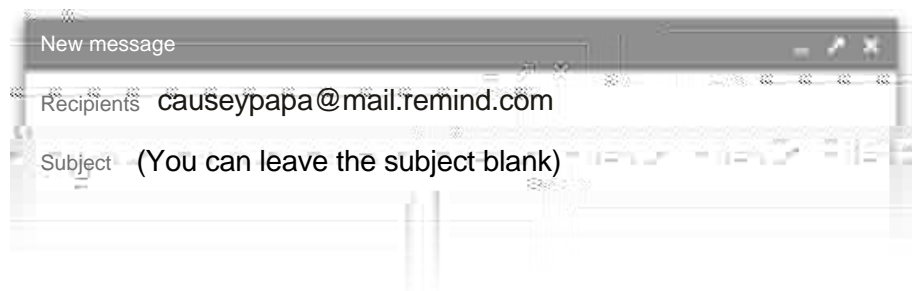 New message
Recipients causeypapa@mail.remind.com
Subject (You can leave the subject blank)